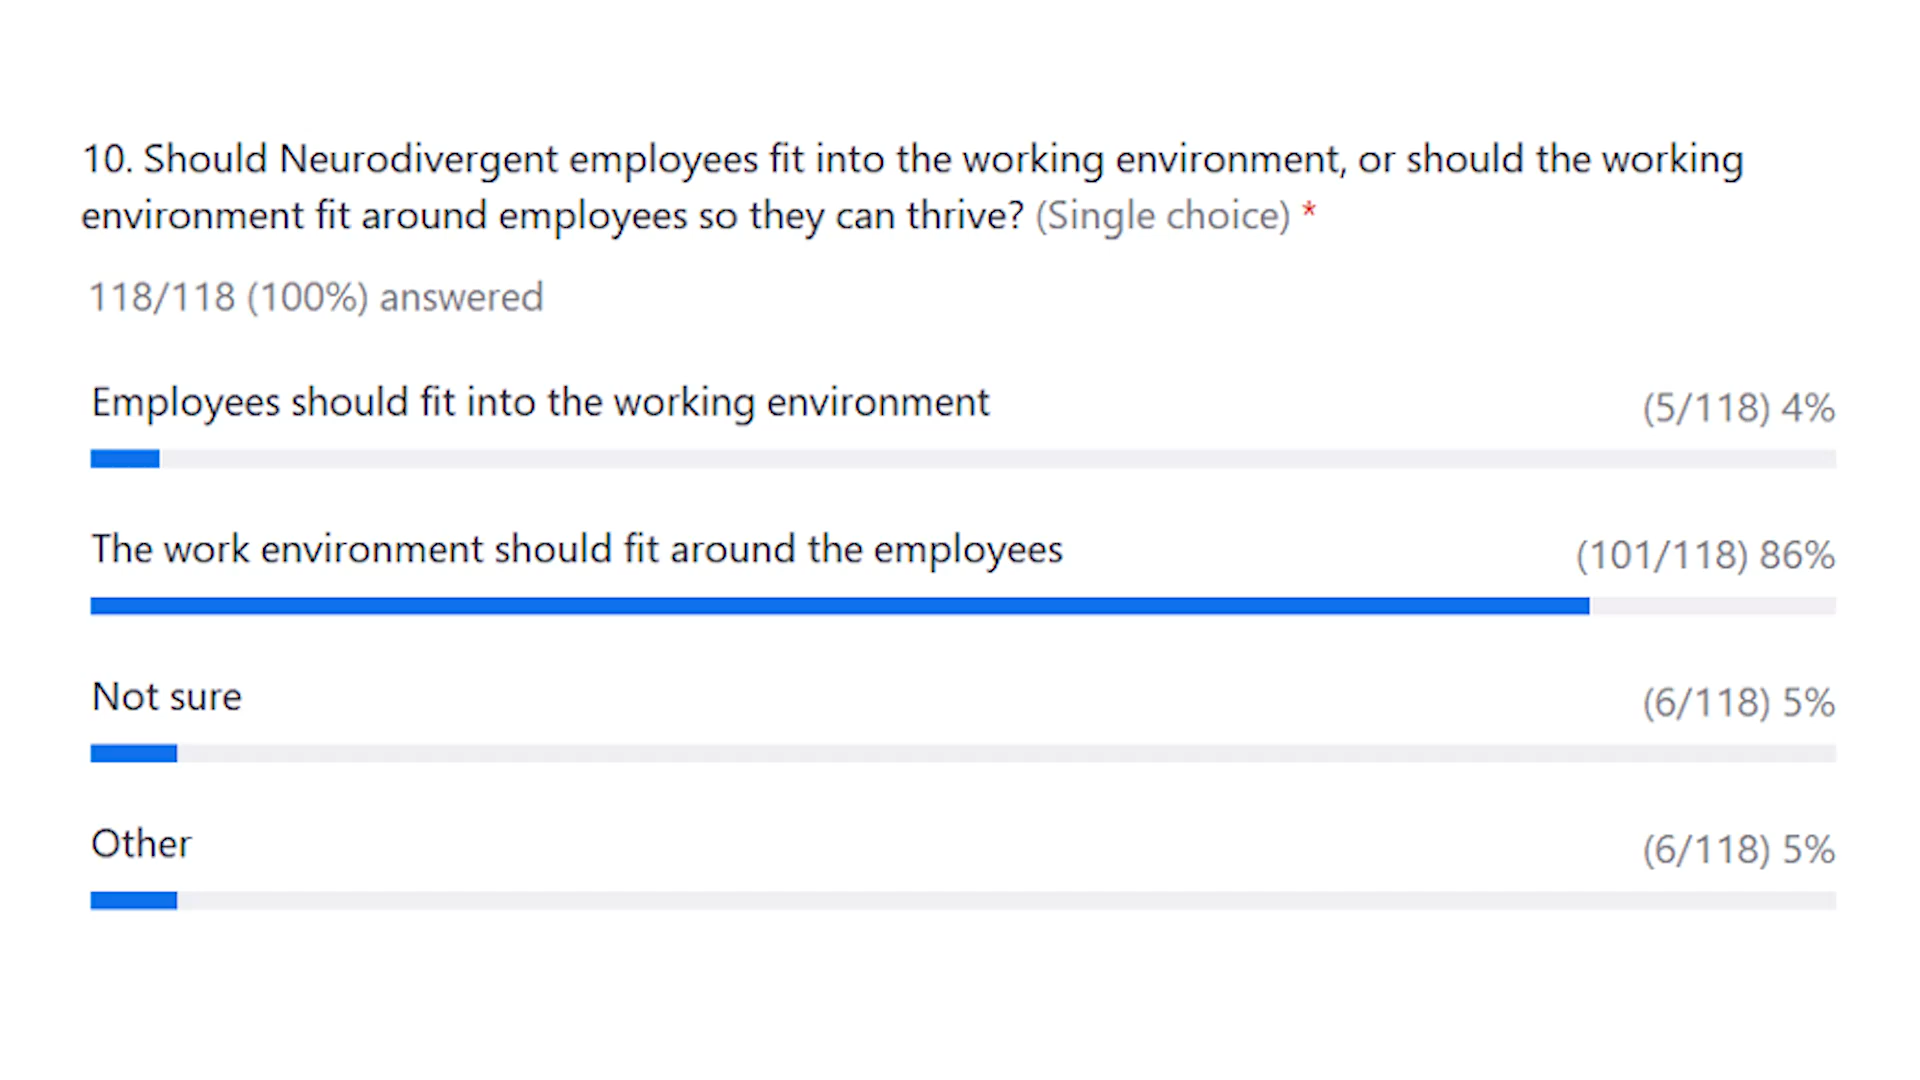 10. Should Neurodivergent employees fit into the working environment, or should the working
environment fit around employees so they can thrive? (Single choice) *
118/118 (100%) answered
Employees should fit into the working environment
(5/118) 4%
The work environment should fit around the employees
(101/118) 86%
Not sure
(6/118) 5%
Other
(6/118) 5%